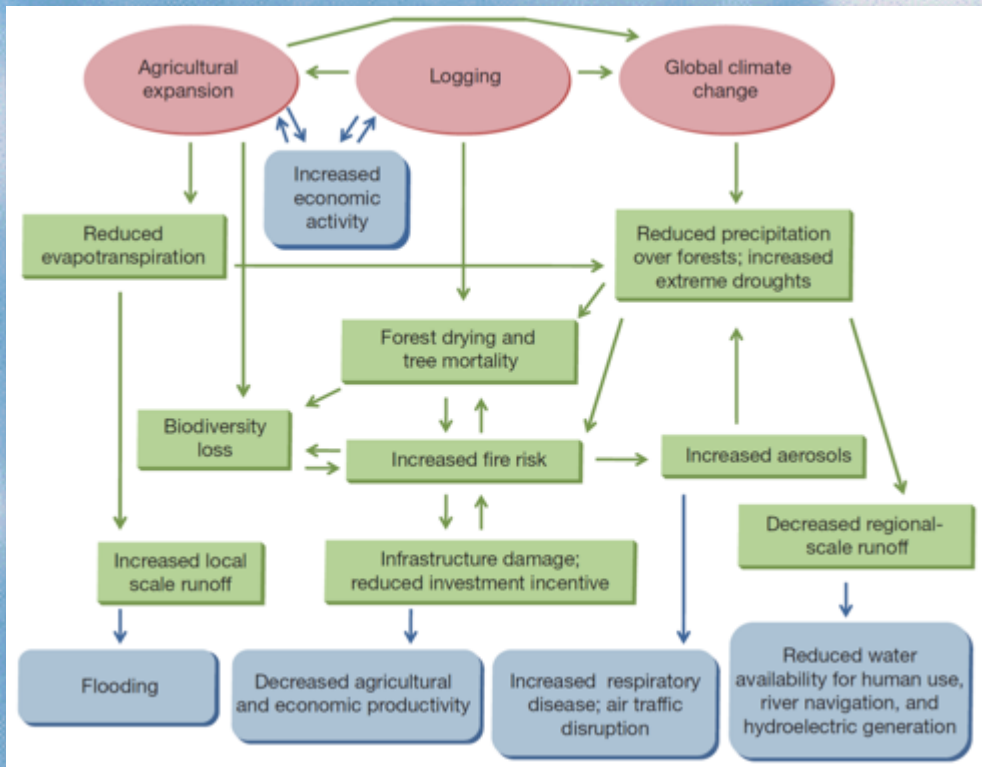 Agricultural
expansion
Logging
Global climate
change
Increased
economic
activity
Reduced
evapotranspiration
Reduced precipitation
over forests; increased
extreme droughts
Forest drying and
tree mortality
Biodiversity
loss
Increased fire risk
Increased aerosols
Increased local
scale runoff
Infrastructure damage;
reduced investment incentive
Decreased regional-
scale runoff
Flooding
Decreased agricultural
and economic productivity
Increased respiratory
disease; air traffic
disruption
Reduced water
availability for human use,
river navigation, and
hydroelectric generation